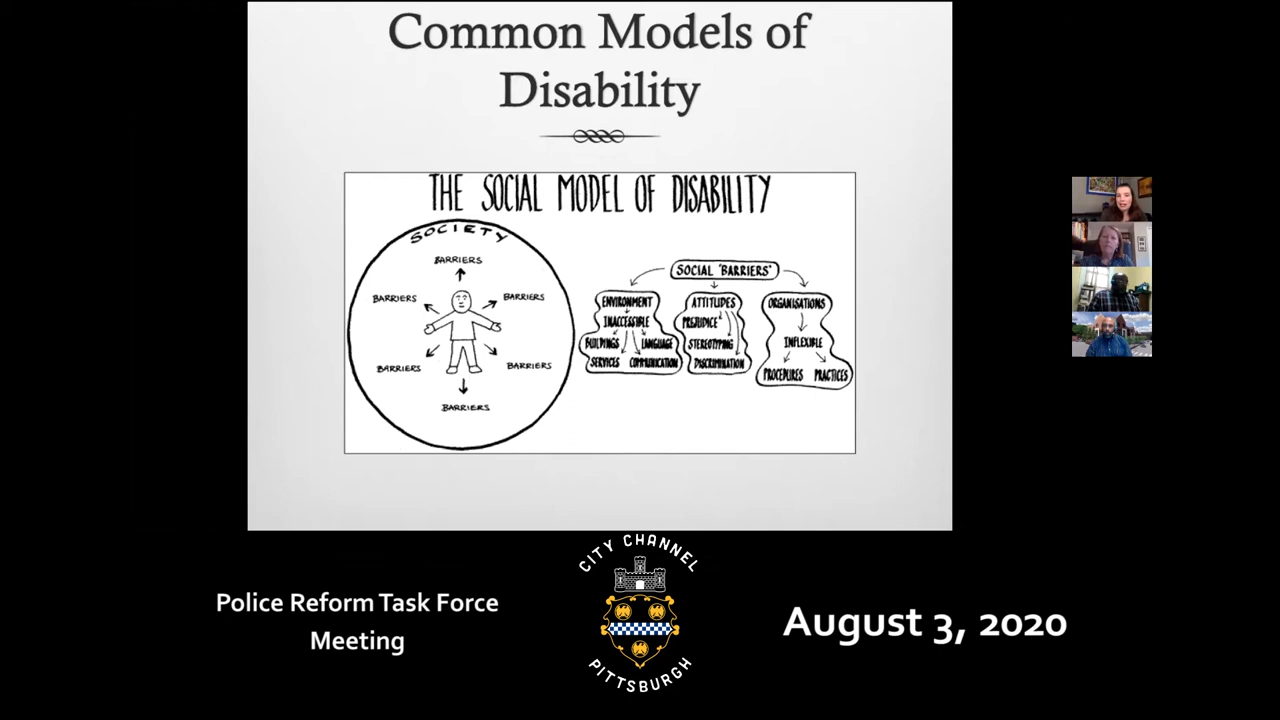 Common Models of
Disability
THE SOCIAL MODEL OF DISABILITY
SOCIETY
BARRIERS
BARRIERS
BARRIERS
BARRIERS
BARRIERS
BARRIERS
SOCIAL 'BARRIERS'
ENVIRONMENT
INACCESSIBLE
BUILDINGS LANGUAGE
SERVICES COMMUNICATION
ATTITUDES
PREJUDICE
STEREOTYPING
DISCRIMINATION
ORGANISATIONS
INFLEXIBLE
PROCEDURES PRACTICES
Police Reform Task Force
Meeting
CITY CHANNEL
PITTSBURGH
August 3, 2020